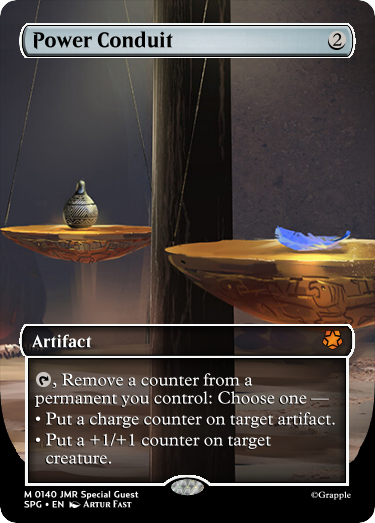 Power Conduit 2
Artifact
, Remove a counter from a
permanent you control: Choose one —
• Put a charge counter on target artifact.
• Put a +1/+1 counter on target
creature.
M 0140 JMR Special Guest
SPG • EN Artur Fast
©Grapple